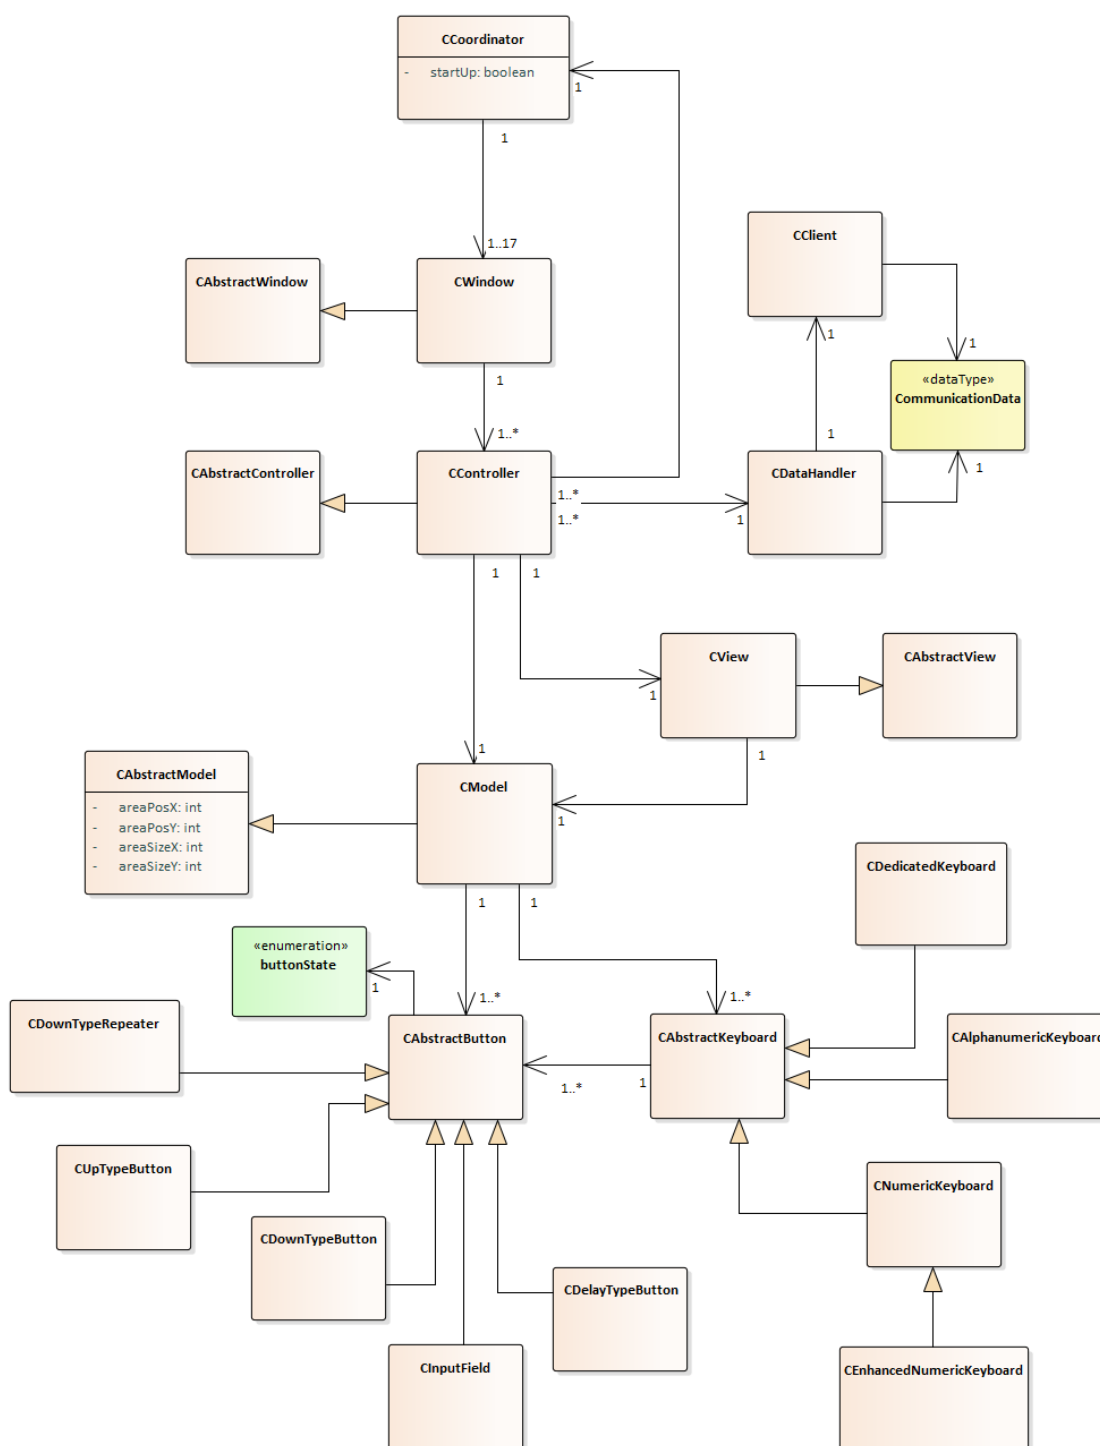 CCoordinator
- startUp: boolean
1
1
1..17
CClient
CAbstractWindow
CWindow
1
1
1
«dataType»
CommunicationData
1..*
1
CAbstractController
CController
CDataHandler
1
1..*
1..*
1
1
1
CView
CAbstractView
1
1
1
CAbstractModel
- areaPosX: int
- areaPosY: int
- areaSizeX: int
- areaSizeY: int
CModel
1
CDedicatedKeyboard
1
1
«enumeration»
buttonState
1
1..*
1..*
CDownTypeRepeater
CAbstractButton
CAbstractKeyboard
CAlphanumericKeyboard
1..*
1
CUpTypeButton
CNumericKeyboard
CDownTypeButton
CDelayTypeButton
CInputField
CEnhancedNumericKeyboard